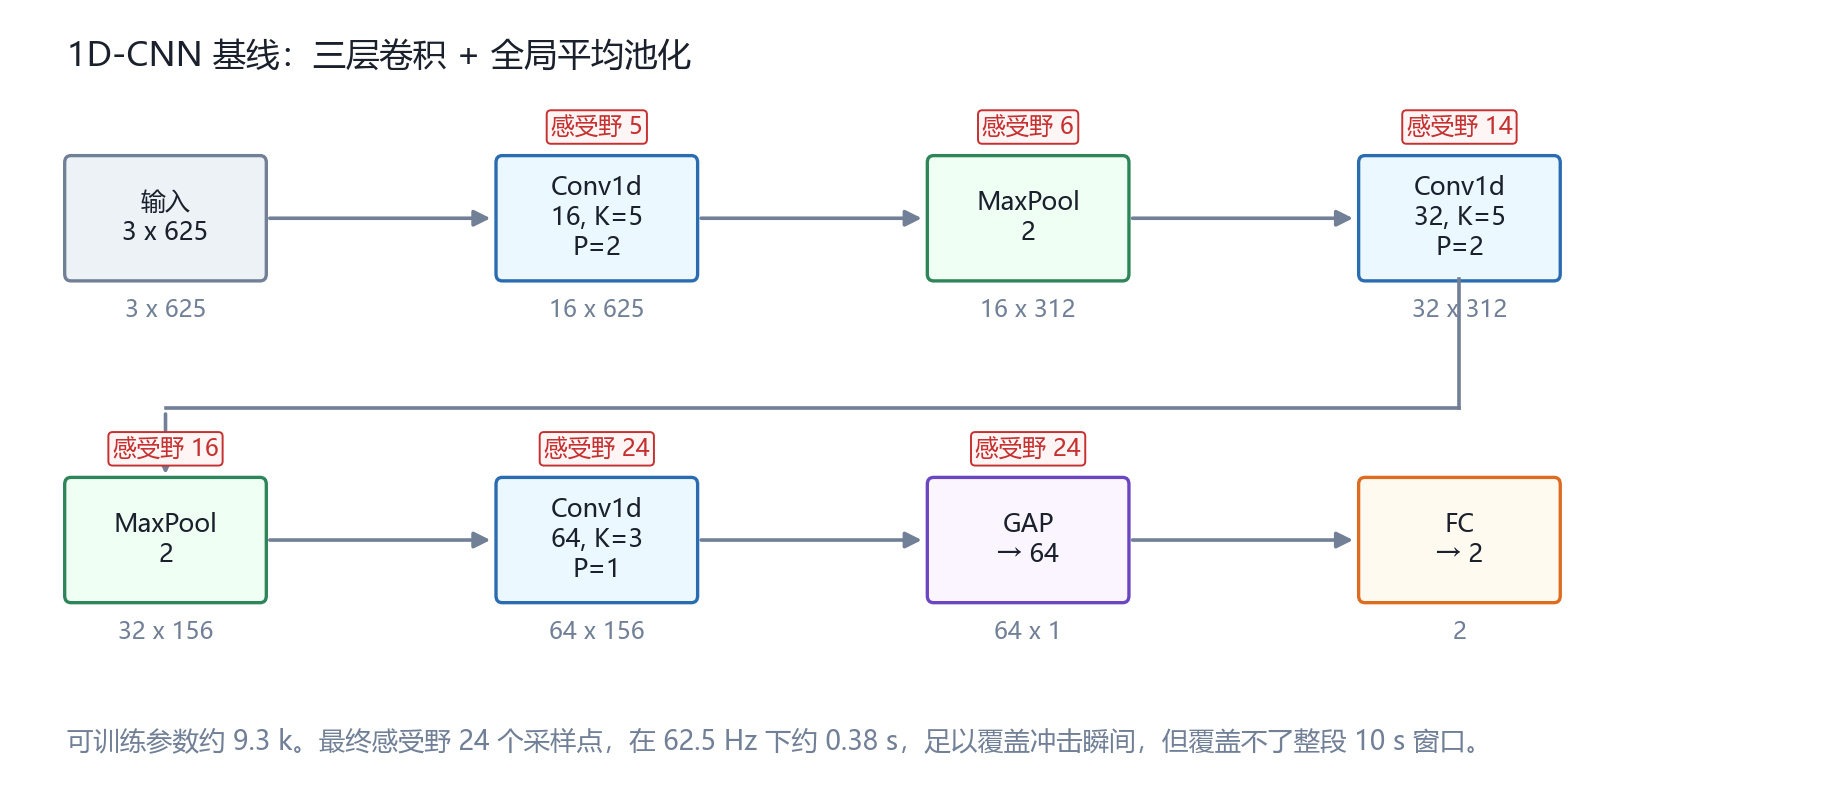 1D-CNN 基线：三层卷积 + 全局平均池化
感受野 5
感受野 6
感受野 14
输入
3 x 625
Conv1d
16, K=5
P=2
MaxPool
2
Conv1d
32, K=5
P=2
3 x 625
16 x 625
16 x 312
32 x 312
感受野 16
感受野 24
感受野 24
MaxPool
2
Conv1d
64, K=3
P=1
GAP
→ 64
FC
→ 2
32 x 156
64 x 156
64 x 1
2
可训练参数约 9.3 k。最终感受野 24 个采样点，在 62.5 Hz 下约 0.38 s，足以覆盖冲击瞬间，但覆盖不了整段 10 s 窗口。